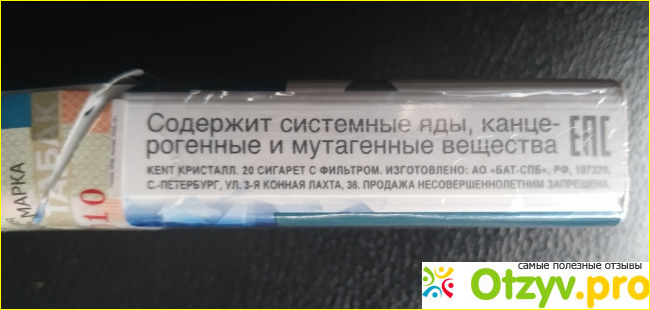 Содержит системные яды, канце-
рогенные и мутагенные вещества
EAC
KENT КРИСТАЛЛ. 20 СИГАРЕТ С ФИЛЬТРОМ. ИЗГОТОВЛЕНО: АО «БАТ-СПБ», РФ, 197229,
С.-ПЕТЕРБУРГ, УЛ. 3-Я КОННАЯ ЛАХТА, 38. ПРОДАЖА НЕСОВЕРШЕННОЛЕТНИМ ЗАПРЕЩЕНА.
МАРКА
ТАБАК
10
самые полезные отзывы
Otzyv.pro